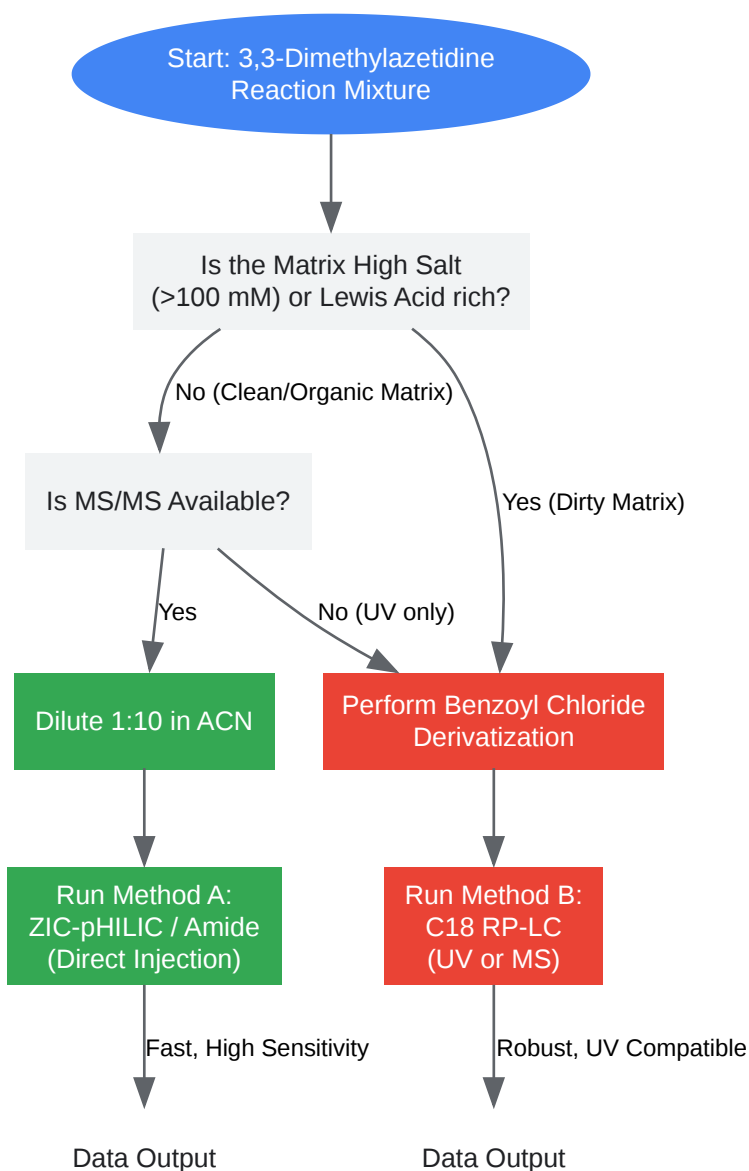 Start: 3,3-Dimethylazetidine
Reaction Mixture
Is the Matrix High Salt
(>100 mM) or Lewis Acid rich?
No (Clean/Organic Matrix)
Is MS/MS Available?
Yes (Dirty Matrix)
Yes
No (UV only)
Dilute 1:10 in ACN
Perform Benzoyl Chloride
Derivatization
Run Method A:
ZIC-pHILIC / Amide
(Direct Injection)
Run Method B:
C18 RP-LC
(UV or MS)
Fast, High Sensitivity
Robust, UV Compatible
Data Output
Data Output